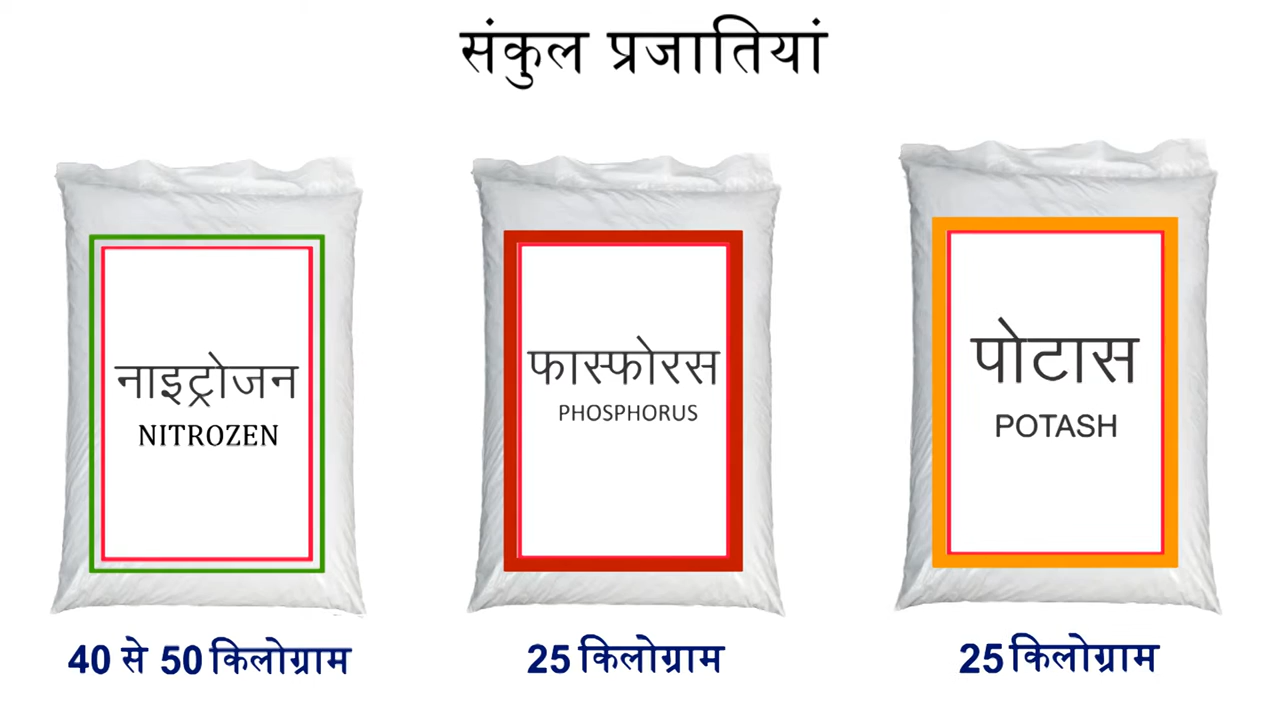 संकुल प्रजातियां
नाइट्रोजन
NITROZEN
40 से 50 किलोग्राम
फास्फोरस
PHOSPHORUS
25 किलोग्राम
पोटास
POTASH
25 किलोग्राम